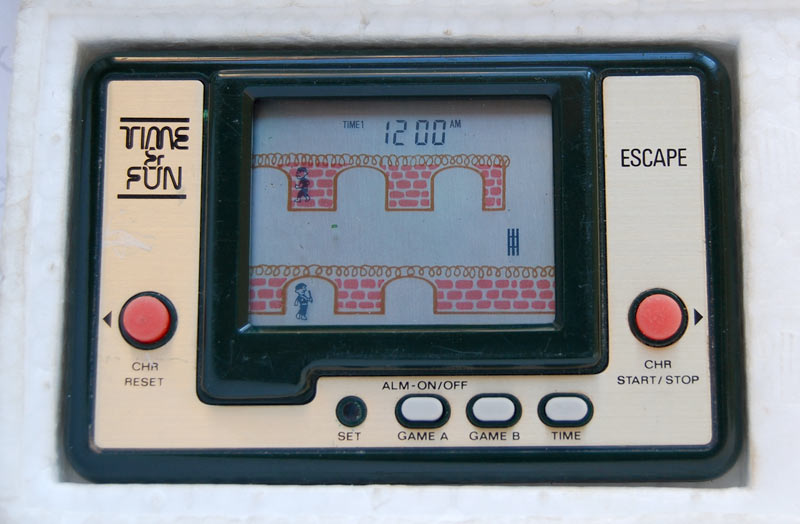 TIME
&
FUN
TIME1 12 00 AM
ESCAPE
CHR
RESET
CHR
START/STOP
ALM-ON/OFF
SET
GAME A
GAME B
TIME